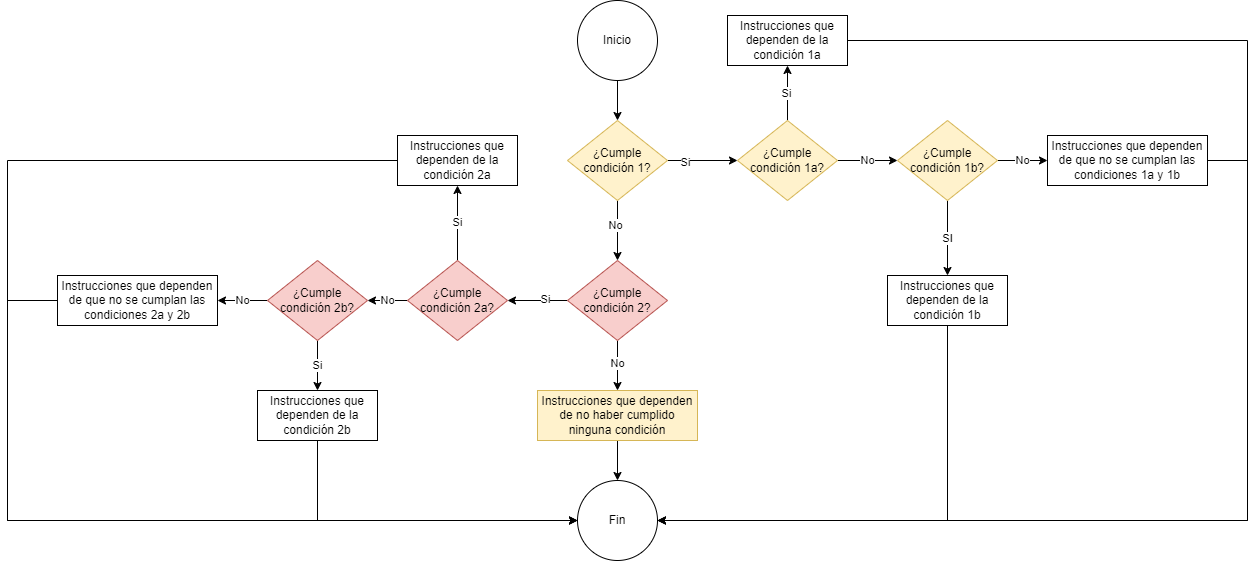 Inicio
Instrucciones que
dependen de la
condición 1a
Si
¿Cumple
condición 1?
Si
¿Cumple
condición 1a?
No
¿Cumple
condición 1b?
No
Instrucciones que dependen
de que no se cumplan las
condiciones 1a y 1b
Instrucciones que
dependen de la
condición 2a
Si
No
SI
Instrucciones que dependen
de que no se cumplan las
condiciones 2a y 2b
No
¿Cumple
condición 2b?
No
¿Cumple
condición 2a?
Si
¿Cumple
condición 2?
Instrucciones que
dependen de la
condición 1b
Si
No
Instrucciones que
dependen de la
condición 2b
Instrucciones que dependen
de no haber cumplido
ninguna condición
Fin